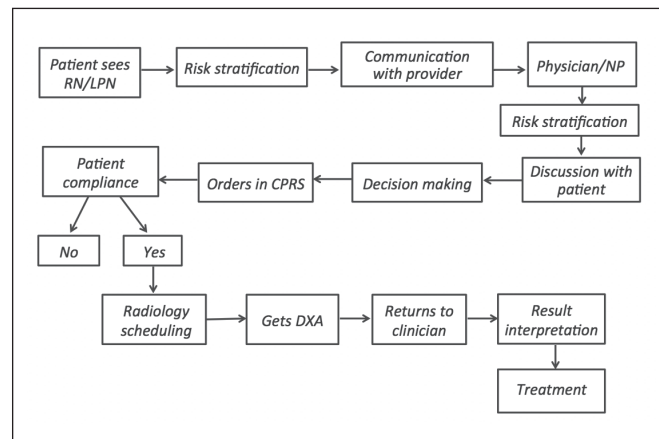 Patient sees
RN/LPN
Risk stratification
Communication
with provider
Physician/NP
Risk stratification
Discussion with
patient
Decision making
Orders in CPRS
Patient
compliance
No
Yes
Radiology
scheduling
Gets DXA
Returns to
clinician
Result
interpretation
Treatment